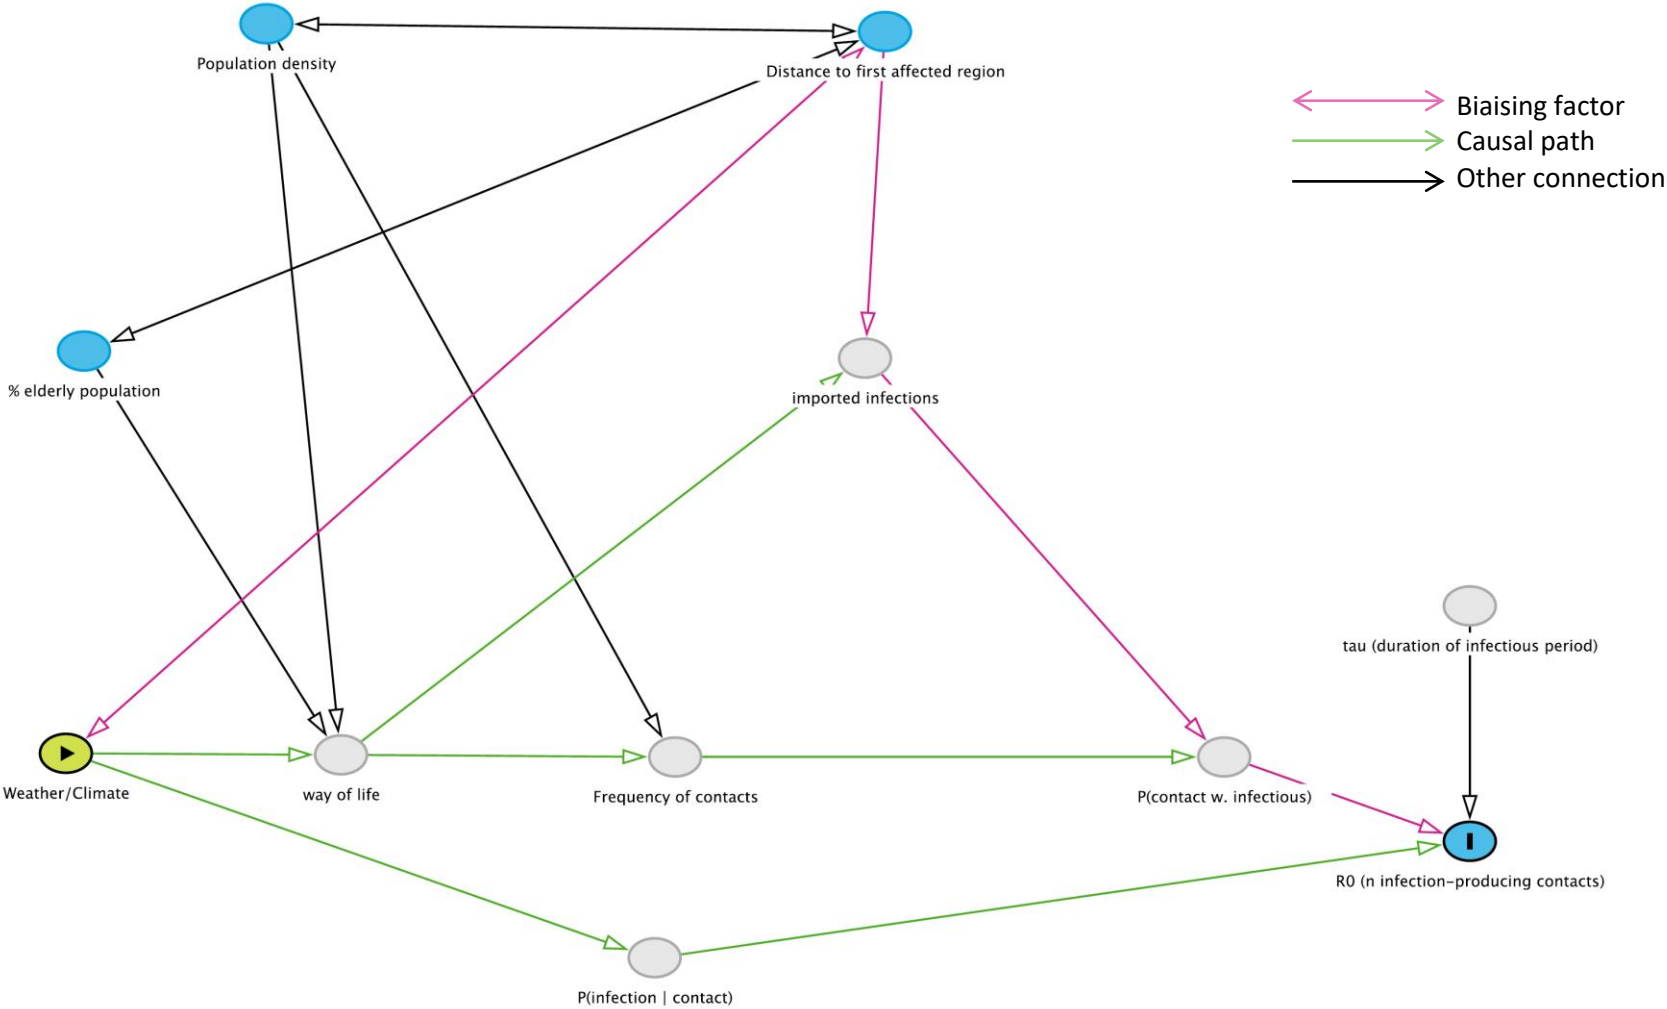 Population density
Distance to first affected region
Biaising factor
Causal path
Other connection
% elderly population
imported infections
tau (duration of infectious period)
Weather/Climate
way of life
Frequency of contacts
P(contact w. infectious)
R0 (n infection-producing contacts)
P(infection | contact)